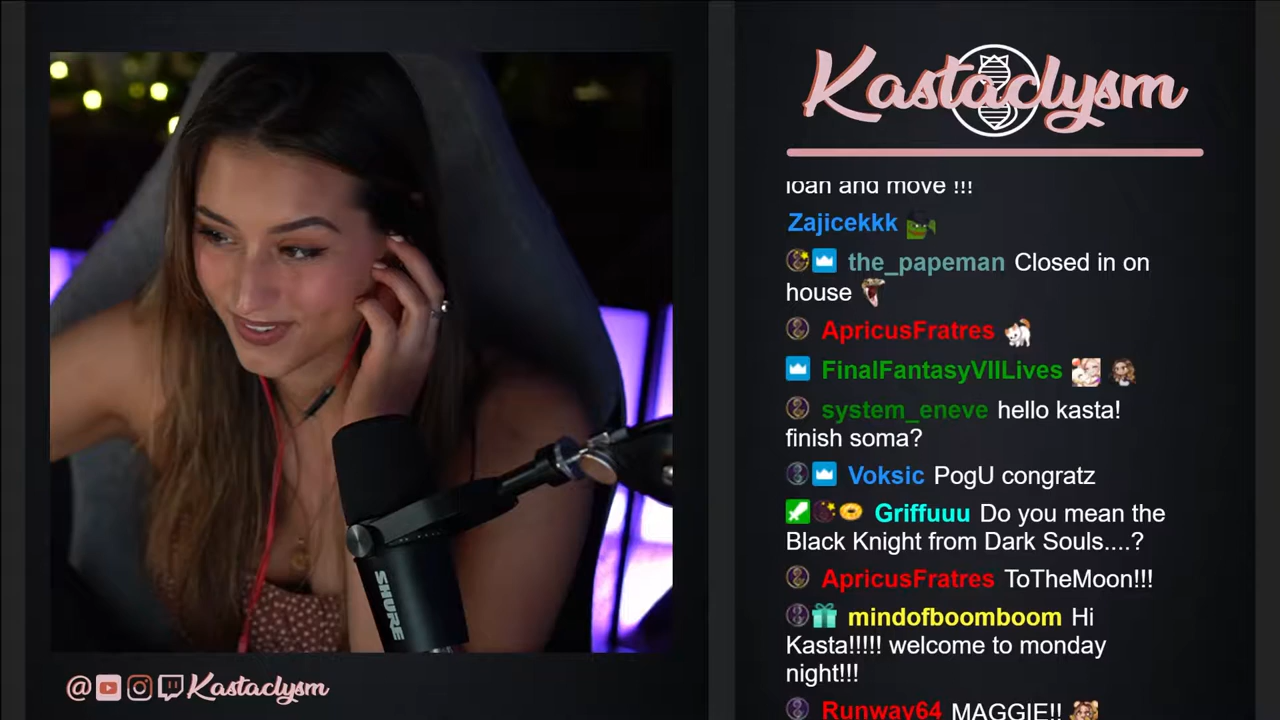 Kastaclysm
loan and move !!!
Zajicekkk
the_papeman Closed in on
house
ApricusFratres
FinalFantasyVIILives
system_eneve hello kasta!
finish soma?
Voksic PogU congratz
Griffuuu Do you mean the
Black Knight from Dark Souls....?
ApricusFratres ToTheMoon!!!
mindofboomboom Hi
Kasta!!!!! welcome to monday
night!!!
Runway64 MAGGIE!!
SHURE
@ Kastaclysm